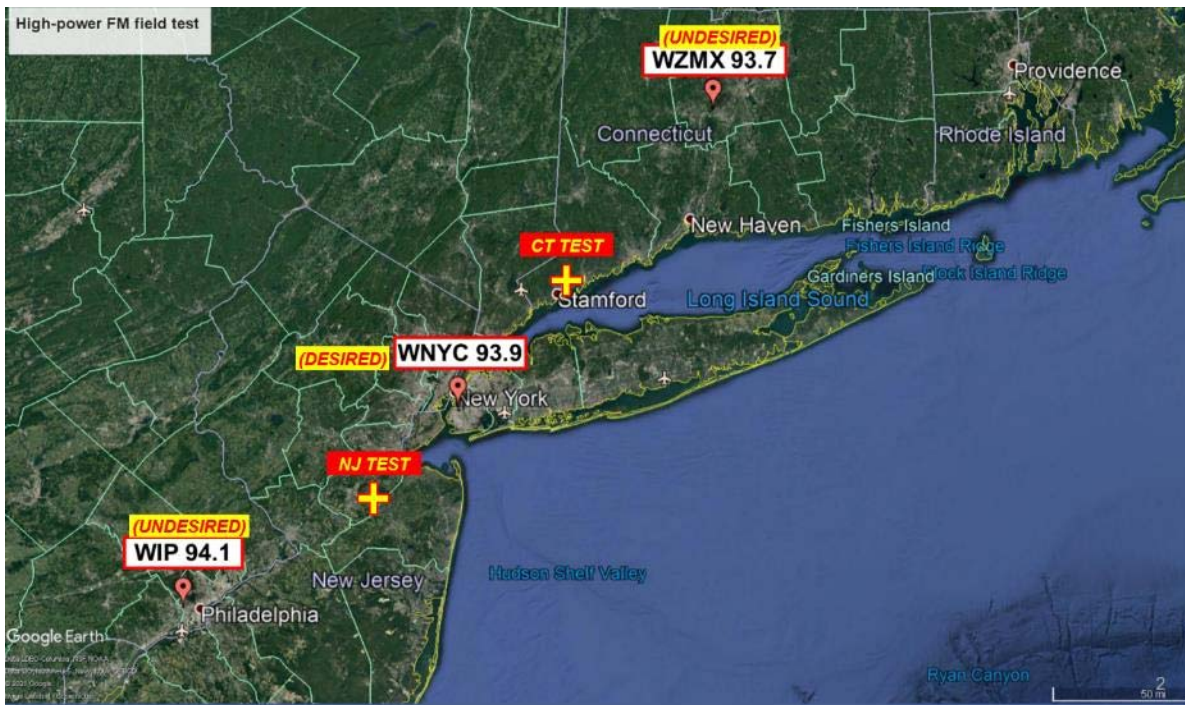 High-power FM field test
(UNDESIRED)
WZMX 93.7
Providence
Connecticut
Rhode Island
New Haven
Fishers Island
Fishers Island Ridge
CT TEST
Gardiners Island
Block Island Ridge
Stamford
Long Island Sound
(DESIRED)
WNYC 93.9
New York
NJ TEST
(UNDESIRED)
WIP 94.1
New Jersey
Hudson Shelf Valley
Philadelphia
Google Earth
Ryan Canyon
2
50 mi